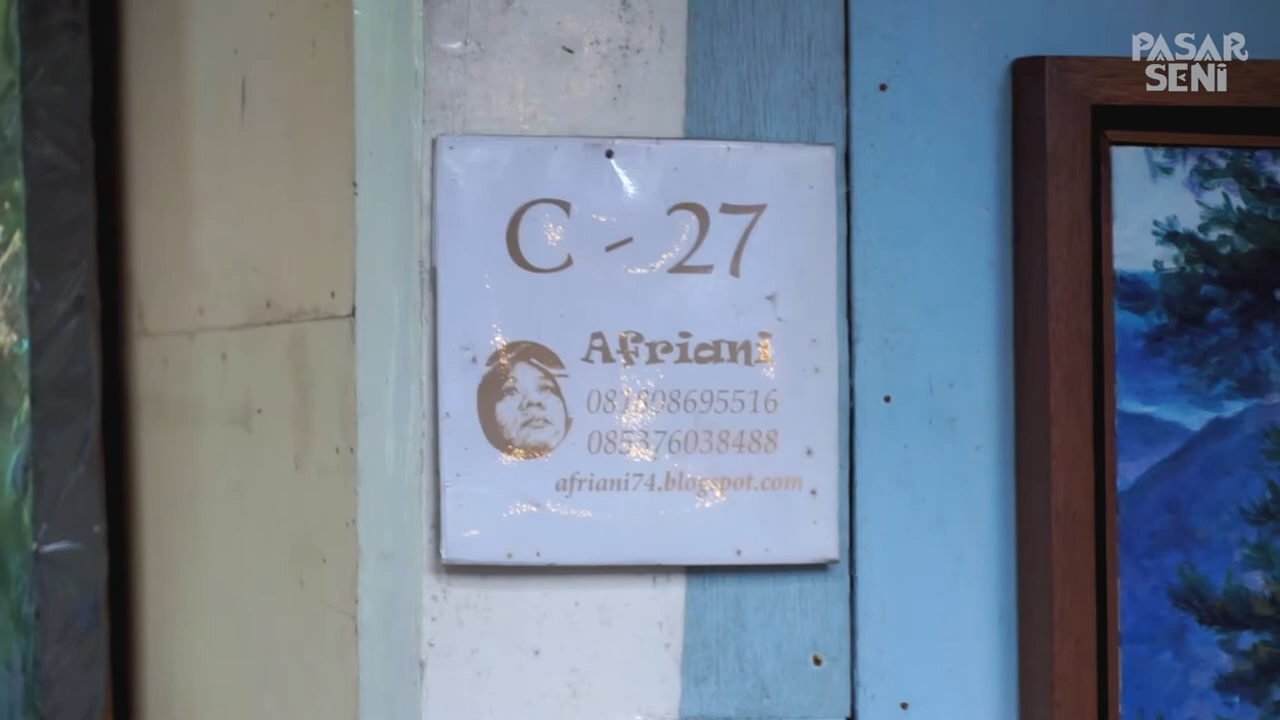 PASAR
SENI
C - 27
Afriani
081808695516
085376038488
afriani74.blogspot.com